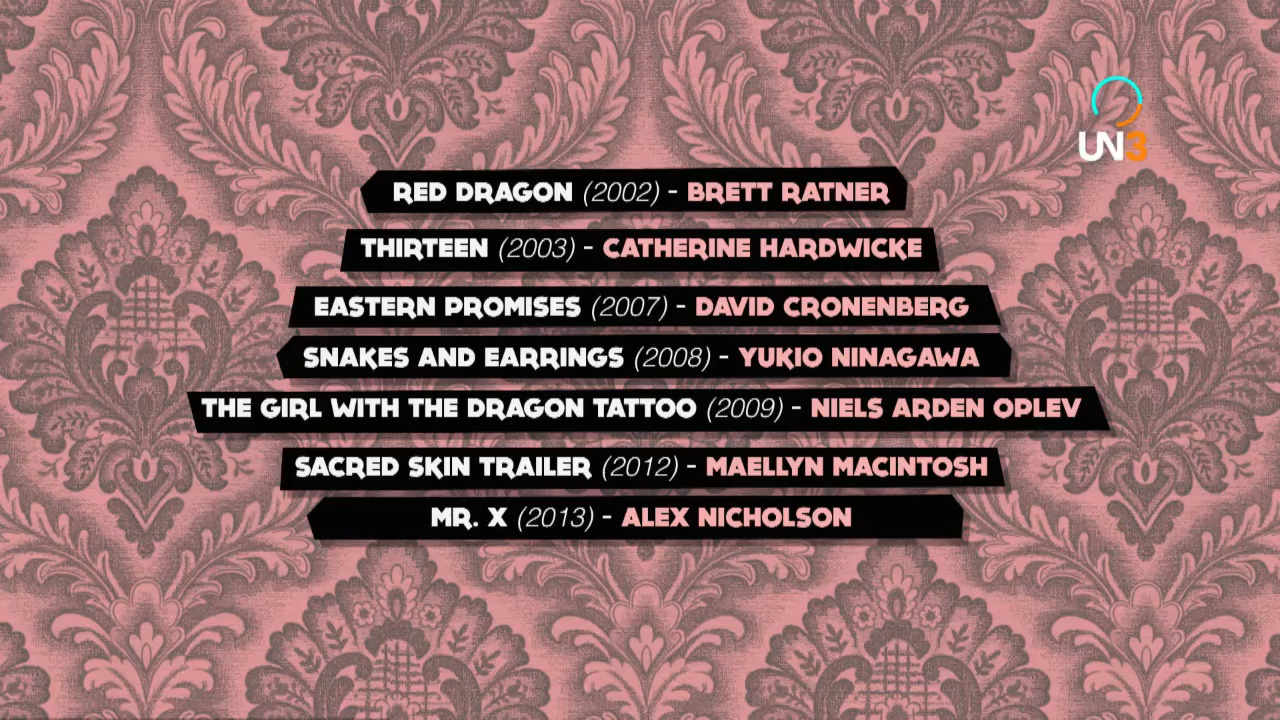 UN3
RED DRAGON (2002) - BRETT RATNER
THIRTEEN (2003) - CATHERINE HARDWICKE
EASTERN PROMISES (2007) - DAVID CRONENBERG
SNAKES AND EARRINGS (2008) - YUKIO NINAGAWA
THE GIRL WITH THE DRAGON TATTOO (2009) - NIELS ARDEN OPLEV
SACRED SKIN TRAILER (2012) - MAELLYN MACINTOSH
MR. X (2013) - ALEX NICHOLSON